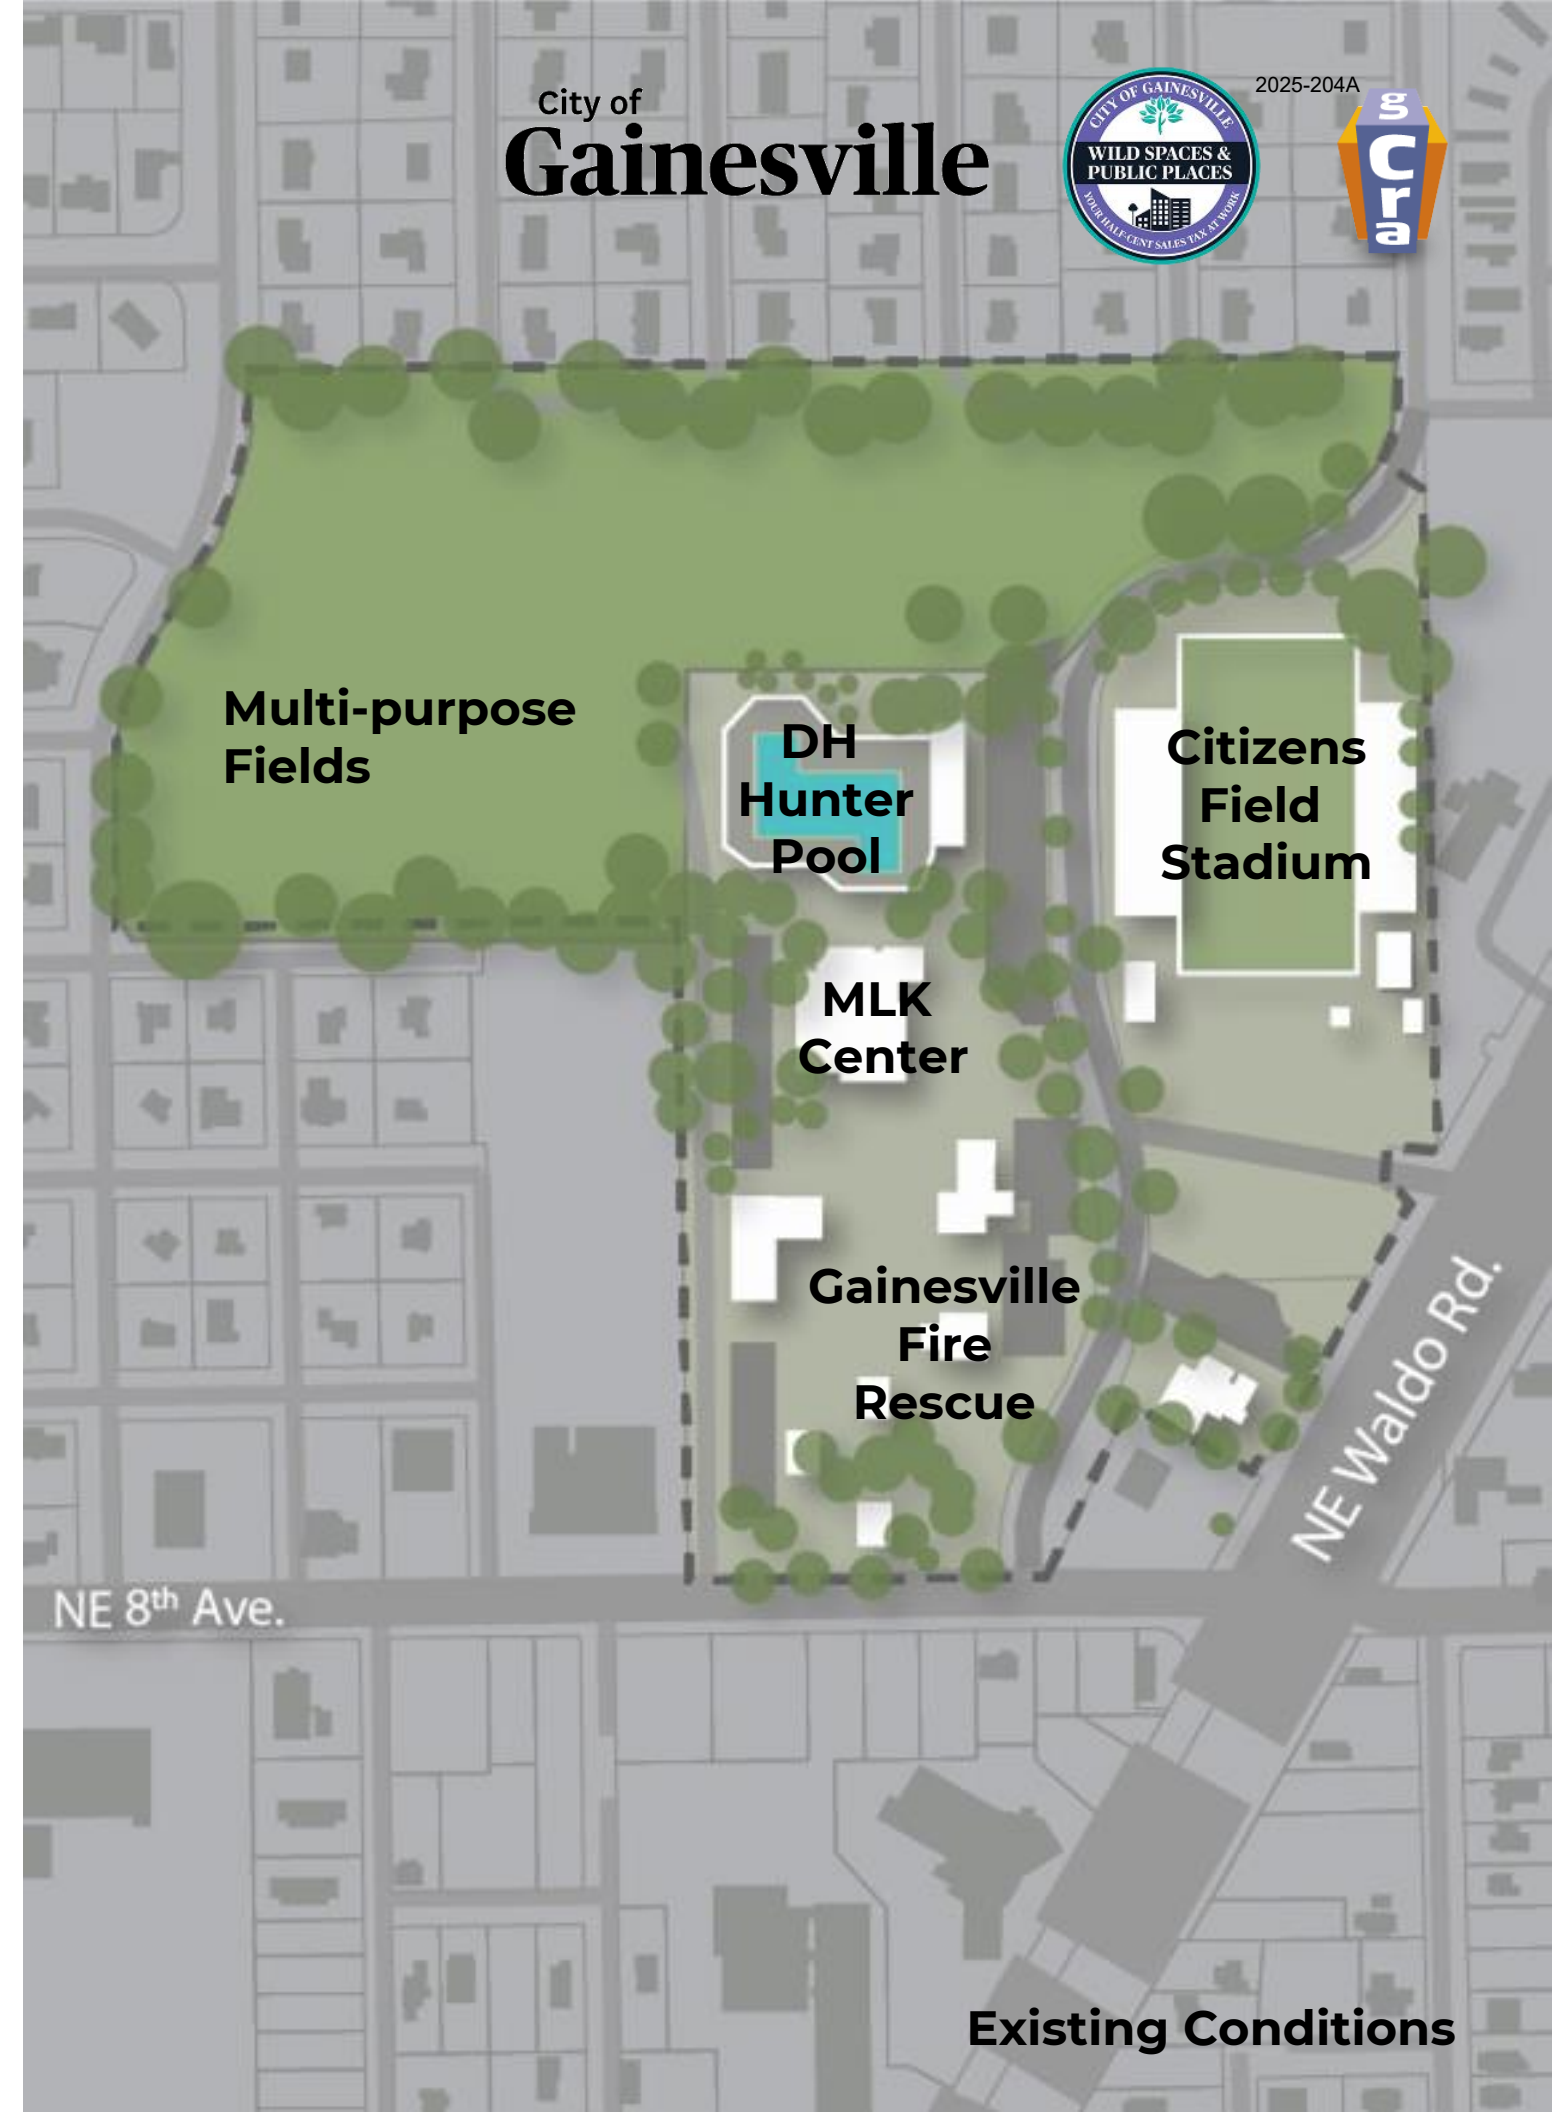 City of
Gainesville
CITY OF GAINESVILLE
WILD SPACES &
PUBLIC PLACES
YOUR HALF-CENT SALES TAX AT WORK
2025-204A
g
c
r
a
Multi-purpose
Fields
DH
Hunter
Pool
Citizens
Field
Stadium
MLK
Center
Gainesville
Fire
Rescue
NE Waldo Rd.
NE 8th Ave.
Existing Conditions